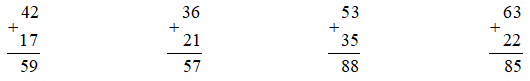 42 36 53 63
+ + + +
17 21 35 22
59 57 88 85